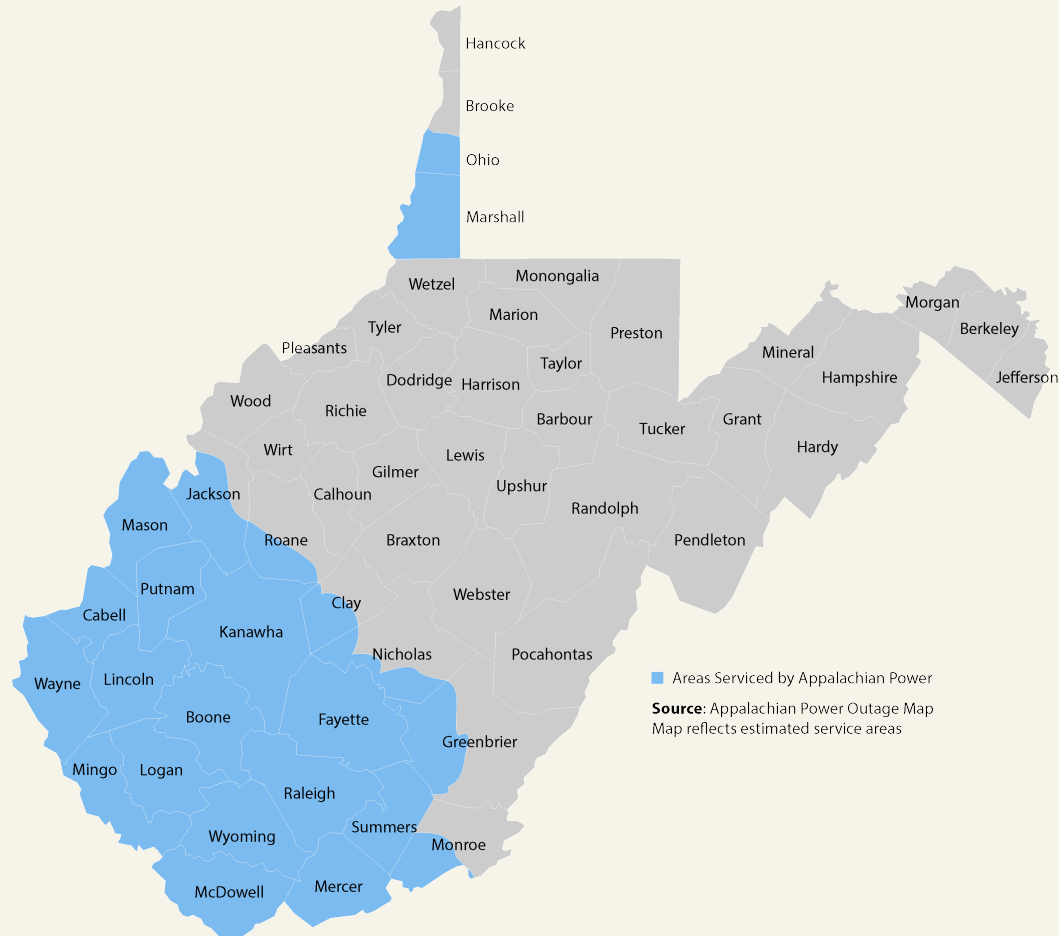 Hancock
Brooke
Ohio
Marshall
Wetzel
Monongalia
Marion
Tyler
Preston
Pleasants
Morgan
Berkeley
Mineral
Taylor
Dodridge
Harrison
Hampshire
Jefferson
Wood
Richie
Barbour
Tucker
Grant
Hardy
Wirt
Lewis
Gilmer
Upshur
Jackson
Calhoun
Randolph
Mason
Roane
Braxton
Pendleton
Putnam
Webster
Clay
Cabell
Kanawha
Nicholas
Pocahontas
Wayne
Lincoln
Areas Serviced by Appalachian Power
Source: Appalachian Power Outage Map
Map reflects estimated service areas
Boone
Fayette
Greenbrier
Mingo
Logan
Raleigh
Summers
Wyoming
Monroe
McDowell
Mercer